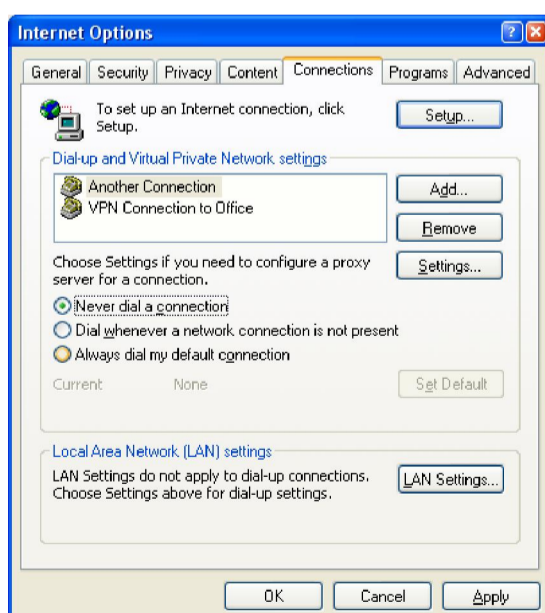 Internet Options
General Security Privacy Content Connections Programs Advanced
To set up an Internet connection, click
Setup.
Setup...
Dial-up and Virtual Private Network settings
Another Connection
VPN Connection to Office
Add...
Remove
Choose Settings if you need to configure a proxy
server for a connection.
Settings...
Never dial a connection
Dial whenever a network connection is not present
Always dial my default connection
Current None
Set Default
Local Area Network (LAN) settings
LAN Settings do not apply to dial-up connections.
Choose Settings above for dial-up settings.
LAN Settings...
OK Cancel Apply